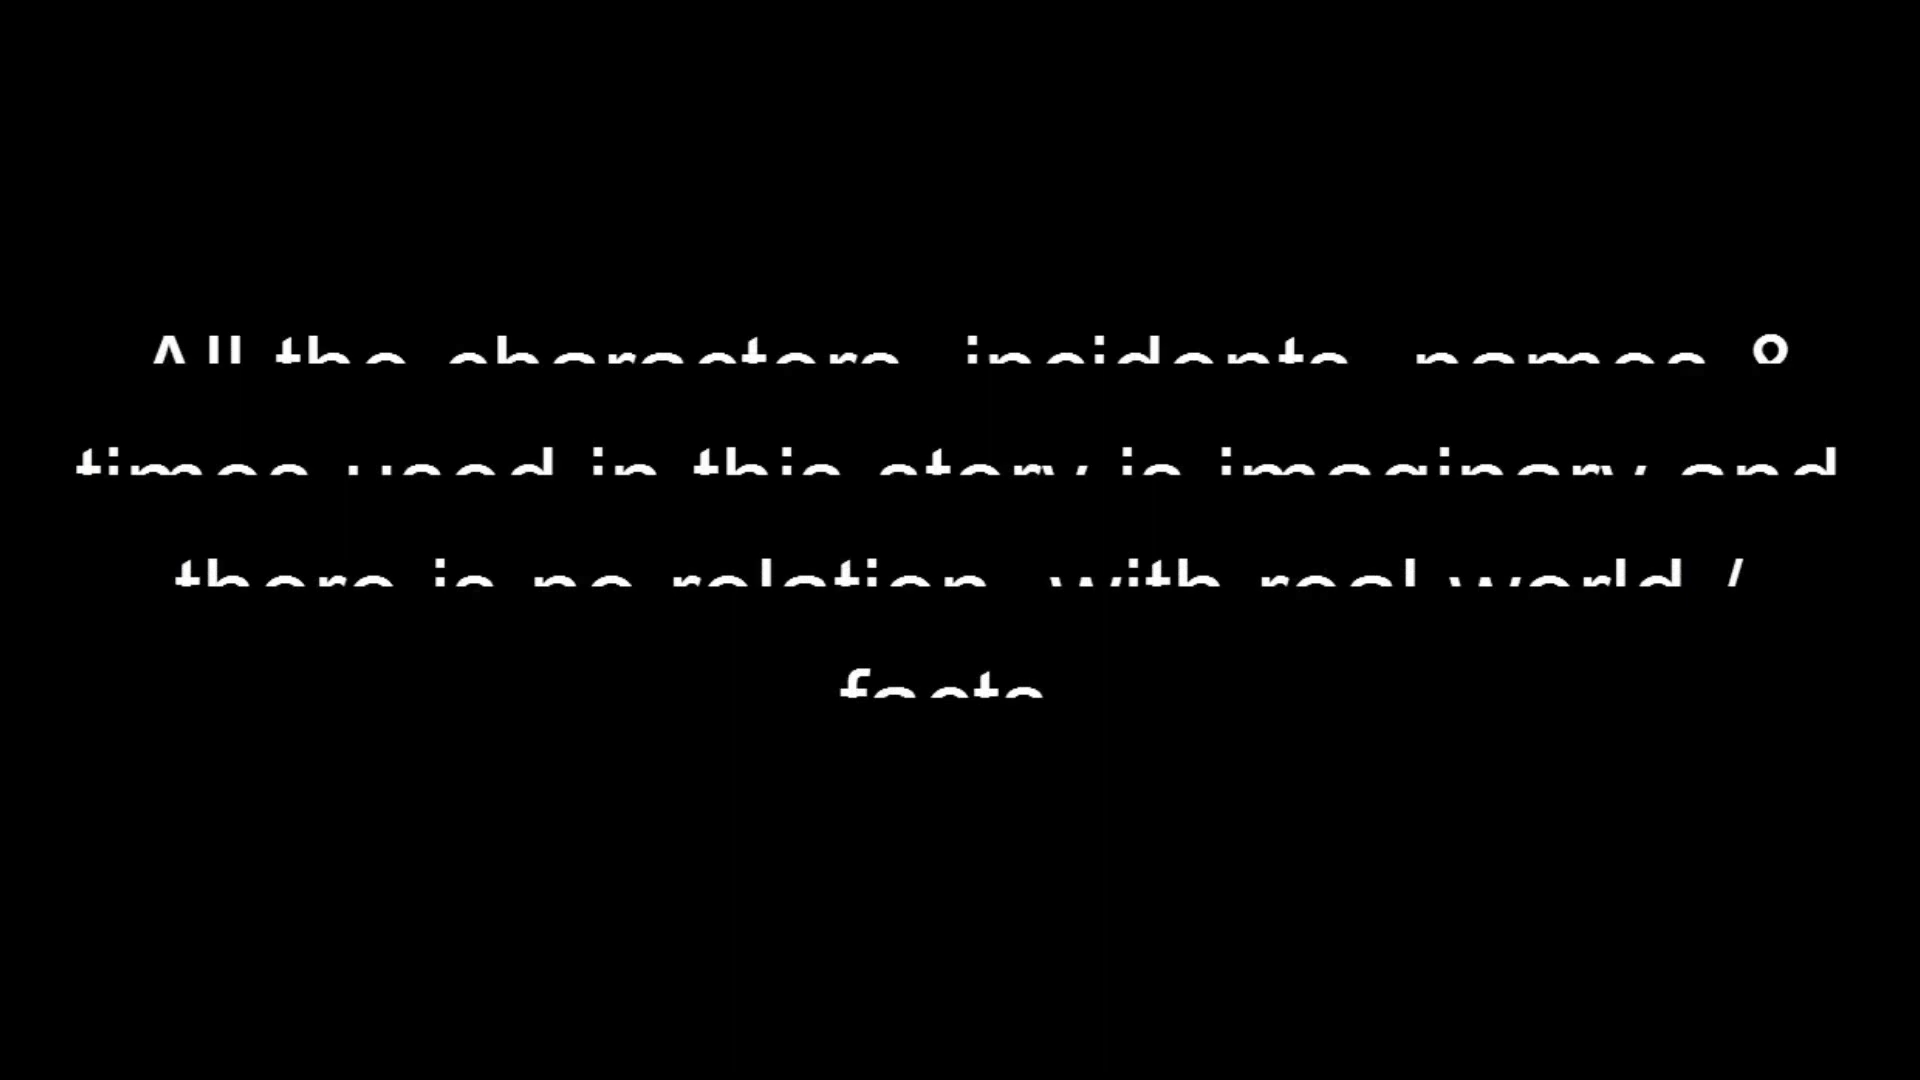 All the characters, incidents, names &
times used in this story is imaginary and
there is no relation with real world /
facts